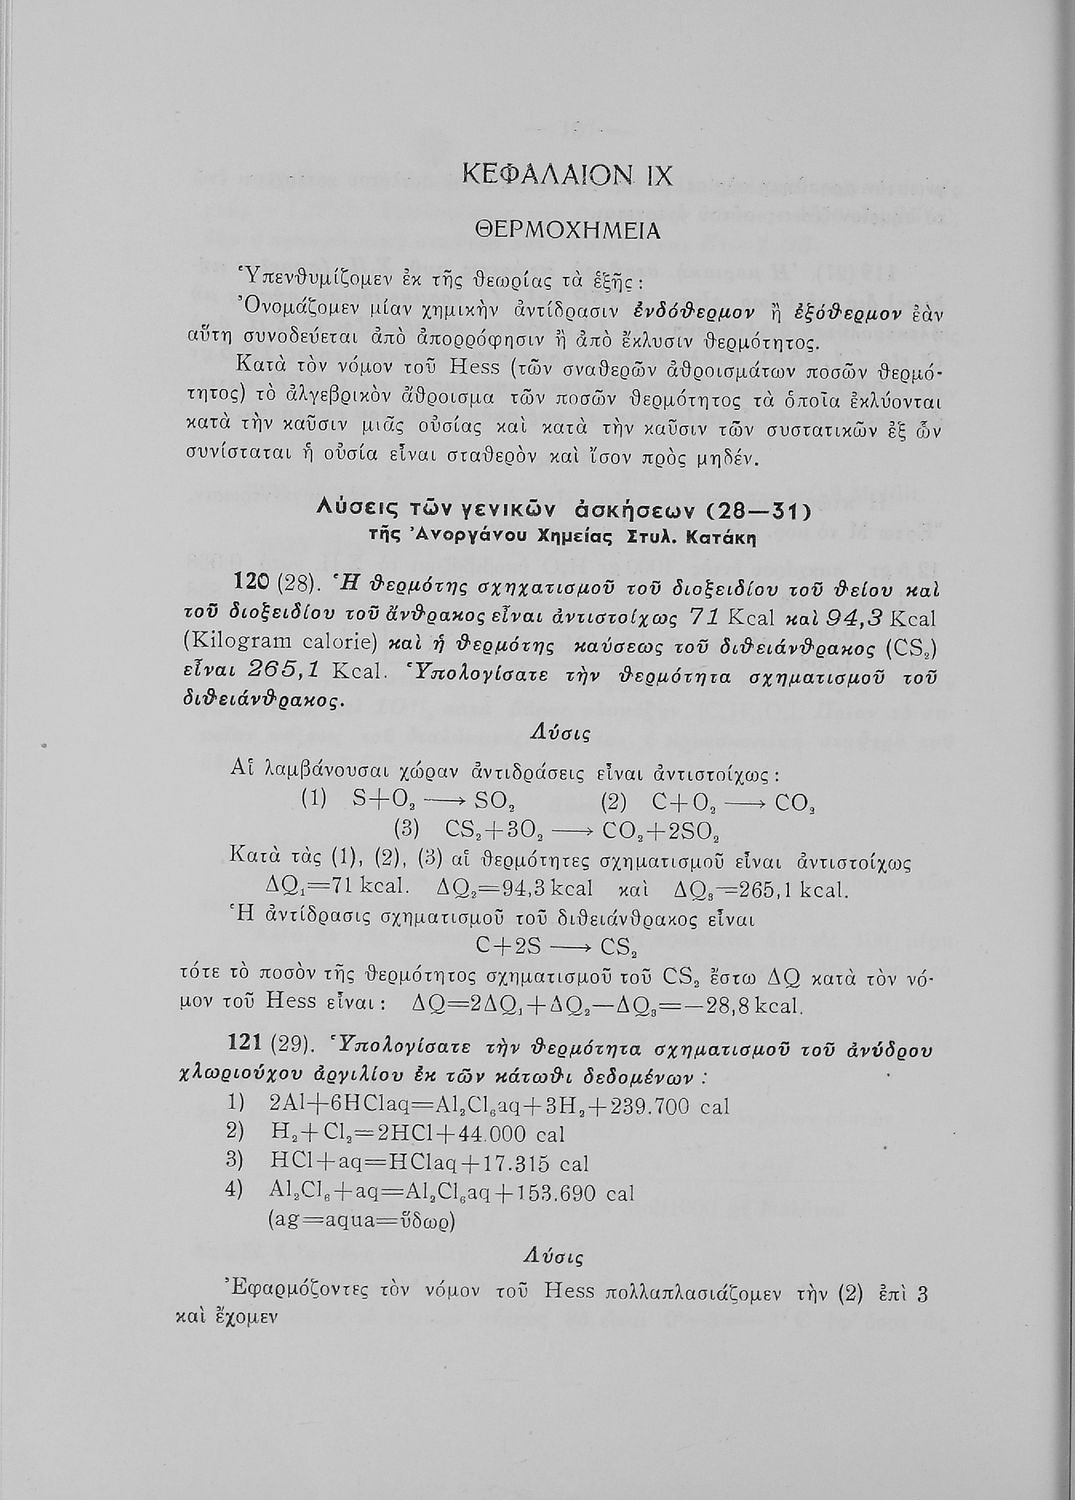 ΚΕΦΑΛΑΙΟΝ IX
ΘΕΡΜΟΧΗΜΕΙΑ
Ὑπενθυμίζομεν ἐκ τῆς θεωρίας τὰ ἑξῆς :
Ὀνομάζομεν μίαν χημικὴν ἀντίδρασιν ἐνδόθερμον ἢ ἐξόθερμον ἐὰν
αὕτη συνοδεύεται ἀπὸ ἀπορρόφησιν ἢ ἀπὸ ἔκλυσιν θερμότητος.
Κατὰ τὸν νόμον τοῦ Hess (τῶν σναθερῶν ἀθροισμάτων ποσῶν θερμό-
τητος) τὸ ἀλγεβρικὸν ἄθροισμα τῶν ποσῶν θερμότητος τὰ ὁποῖα ἐκλύονται
κατὰ τὴν καῦσιν μιᾶς οὐσίας καὶ κατὰ τὴν καῦσιν τῶν συστατικῶν ἐξ ὧν
συνίσταται ἡ οὐσία εἶναι σταθερὸν καὶ ἴσον πρὸς μηδέν.
Λύσεις τῶν γενικῶν ἀσκήσεων (28—31)
τῆς Ἀνοργάνου Χημείας Στυλ. Κατάκη
120 (28). Ἡ θερμότης σχηχατισμοῦ τοῦ διοξειδίου τοῦ θείου καὶ
τοῦ διοξειδίου τοῦ ἄνθρακος εἶναι ἀντιστοίχως 71 Kcal καὶ 94,3 Kcal
(Kilogram calorie) καὶ ἡ θερμότης καύσεως τοῦ διθειάνθρακος (CS₂)
εἶναι 265,1 Kcal. Ὑπολογίσατε τὴν θερμότητα σχηματισμοῦ τοῦ
διθειάνθρακος.
Λύσις
Αἱ λαμβάνουσαι χώραν ἀντιδράσεις εἶναι ἀντιστοίχως :
(1) S+O₂ ⟶ SO₂ (2) C+O₂ ⟶ CO₂
(3) CS₂+3O₂ ⟶ CO₂+2SO₂
Κατὰ τὰς (1), (2), (3) αἱ θερμότητες σχηματισμοῦ εἶναι ἀντιστοίχως
ΔQ₁=71 kcal. ΔQ₂=94,3 kcal καὶ ΔQ₃=265,1 kcal.
Ἡ ἀντίδρασις σχηματισμοῦ τοῦ διθειάνθρακος εἶναι
C+2S ⟶ CS₂
τότε τὸ ποσὸν τῆς θερμότητος σχηματισμοῦ τοῦ CS₂ ἔστω ΔQ κατὰ τὸν νό-
μον τοῦ Hess εἶναι : ΔQ=2ΔQ₁+ΔQ₂—ΔQ₃=—28,8 kcal.
121 (29). Ὑπολογίσατε τὴν θερμότητα σχηματισμοῦ τοῦ ἀνύδρου
χλωριούχου ἀργιλίου ἐκ τῶν κάτωθι δεδομένων :
1) 2Al+6HClaq=Al₂Cl₆aq+3H₂+239.700 cal
2) H₂+Cl₂=2HCl+44.000 cal
3) HCl+aq=HClaq+17.315 cal
4) Al₂Cl₆+aq=Al₂Cl₆aq+153.690 cal
(ag=aqua=ὕδωρ)
Λύσις
Ἐφαρμόζοντες τὸν νόμον τοῦ Hess πολλαπλασιάζομεν τὴν (2) ἐπὶ 3
καὶ ἔχομεν